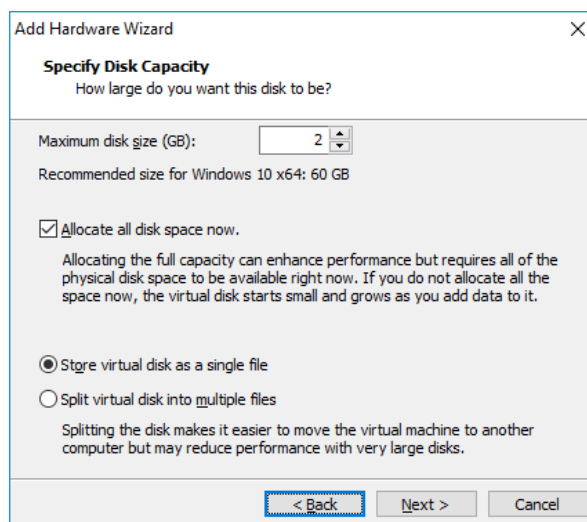 Add Hardware Wizard
Specify Disk Capacity
How large do you want this disk to be?
Maximum disk size (GB): 2
Recommended size for Windows 10 x64: 60 GB
Allocate all disk space now.
Allocating the full capacity can enhance performance but requires all of the
physical disk space to be available right now. If you do not allocate all the
space now, the virtual disk starts small and grows as you add data to it.
Store virtual disk as a single file
Split virtual disk into multiple files
Splitting the disk makes it easier to move the virtual machine to another
computer but may reduce performance with very large disks.
< Back Next > Cancel